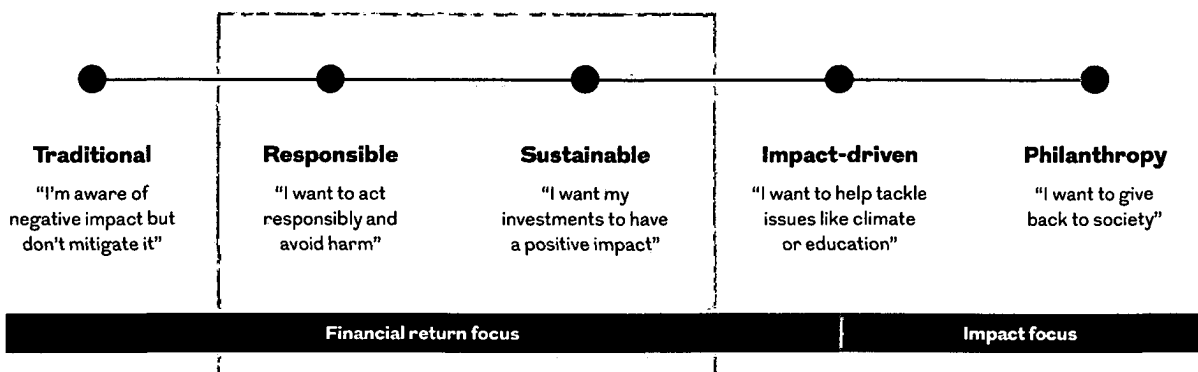 Traditional
"I'm aware of
negative impact but
don't mitigate it"
Responsible
"I want to act
responsibly and
avoid harm"
Sustainable
"I want my
investments to have
a positive impact"
Impact-driven
"I want to help tackle
issues like climate
or education"
Philanthropy
"I want to give
back to society"
Financial return focus
Impact focus